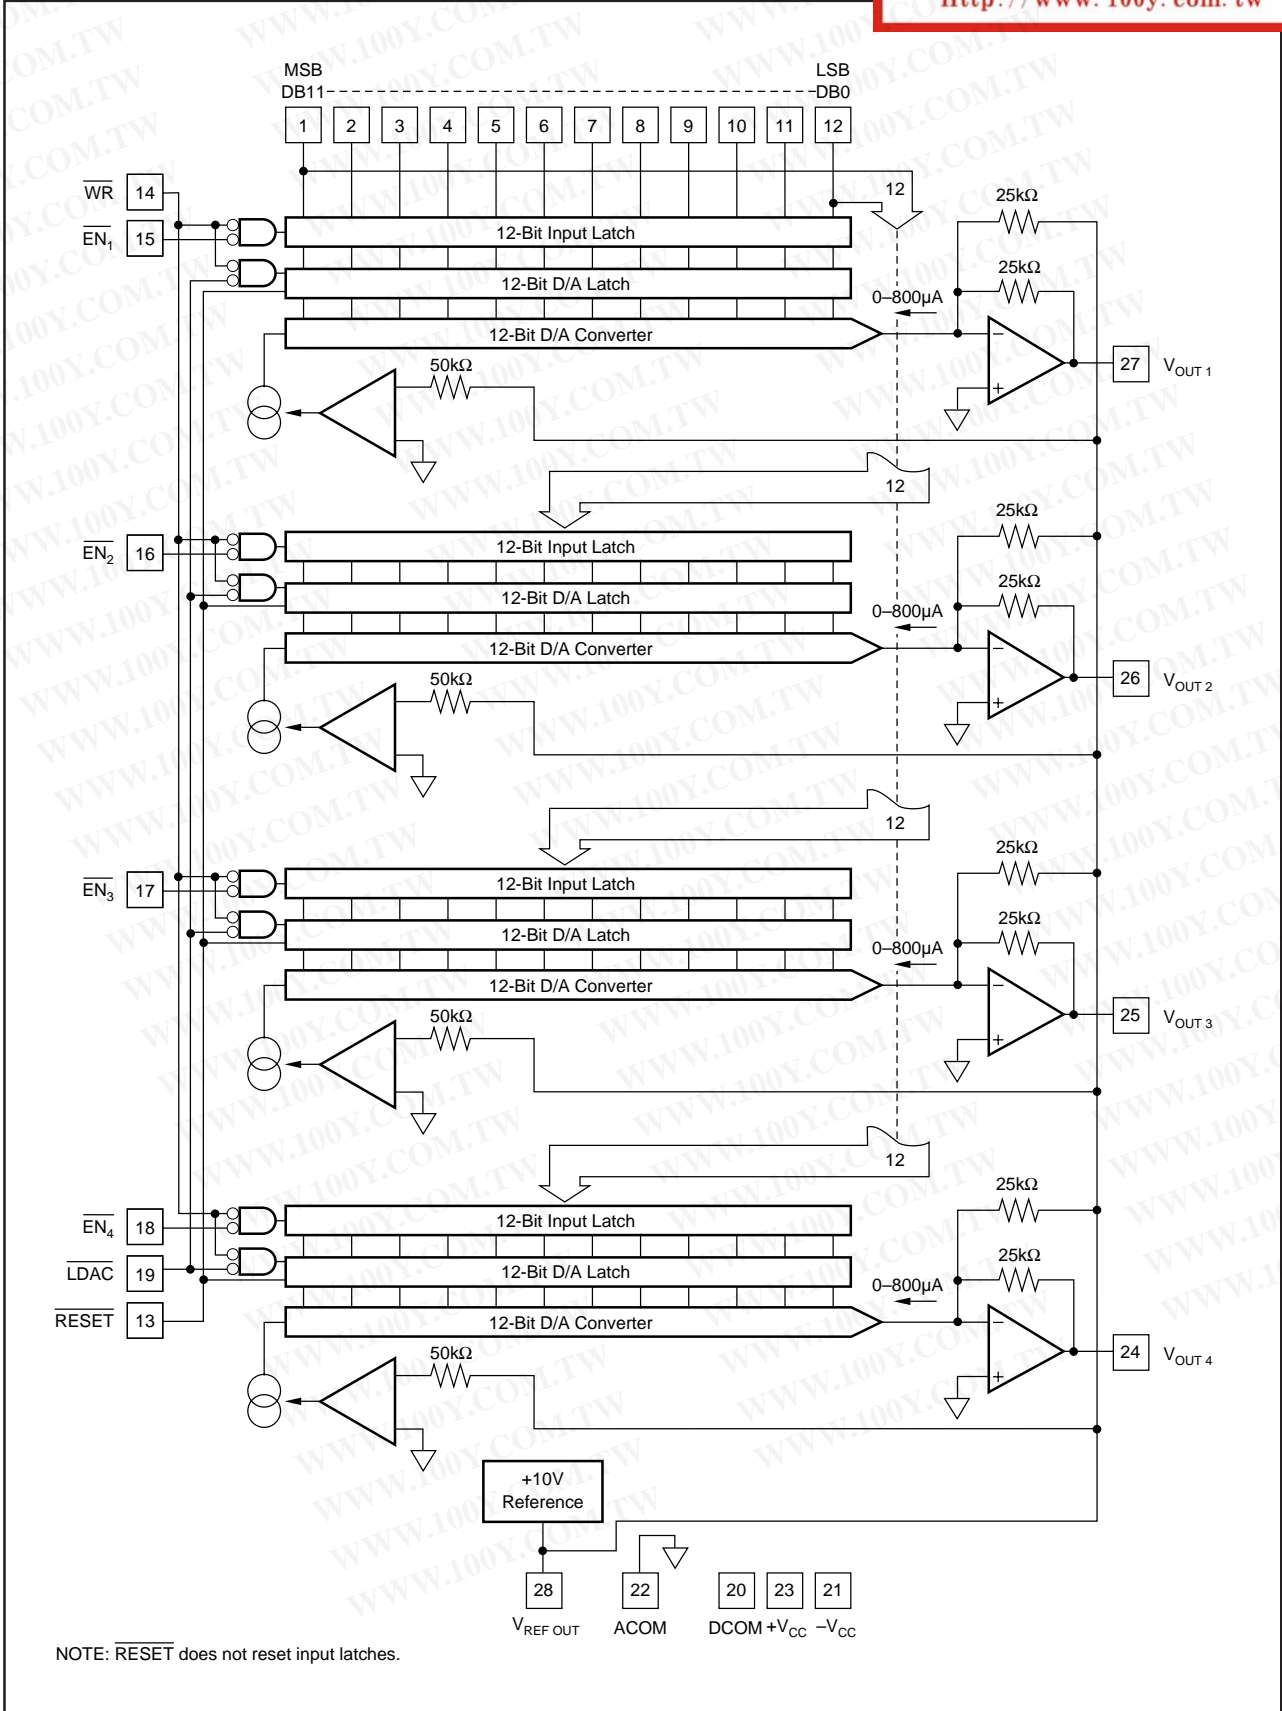 Http://www.100y.com.tw
MSB
DB11
LSB
DB0
1 2 3 4 5 6 7 8 9 10 11 12
WR 14
EN1 15
12
12-Bit Input Latch
12-Bit D/A Latch
12-Bit D/A Converter
25kΩ
25kΩ
0–800µA
−
+
27 VOUT 1
50kΩ
12
EN2 16
12-Bit Input Latch
12-Bit D/A Latch
12-Bit D/A Converter
25kΩ
25kΩ
0–800µA
−
+
26 VOUT 2
50kΩ
12
EN3 17
12-Bit Input Latch
12-Bit D/A Latch
12-Bit D/A Converter
25kΩ
25kΩ
0–800µA
−
+
25 VOUT 3
50kΩ
12
EN4 18
LDAC 19
RESET 13
12-Bit Input Latch
12-Bit D/A Latch
12-Bit D/A Converter
25kΩ
25kΩ
0–800µA
−
+
24 VOUT 4
50kΩ
+10V
Reference
28 22 20 23 21
VREF OUT ACOM DCOM +VCC –VCC
NOTE: RESET does not reset input latches.
WWW.100Y.COM.TW